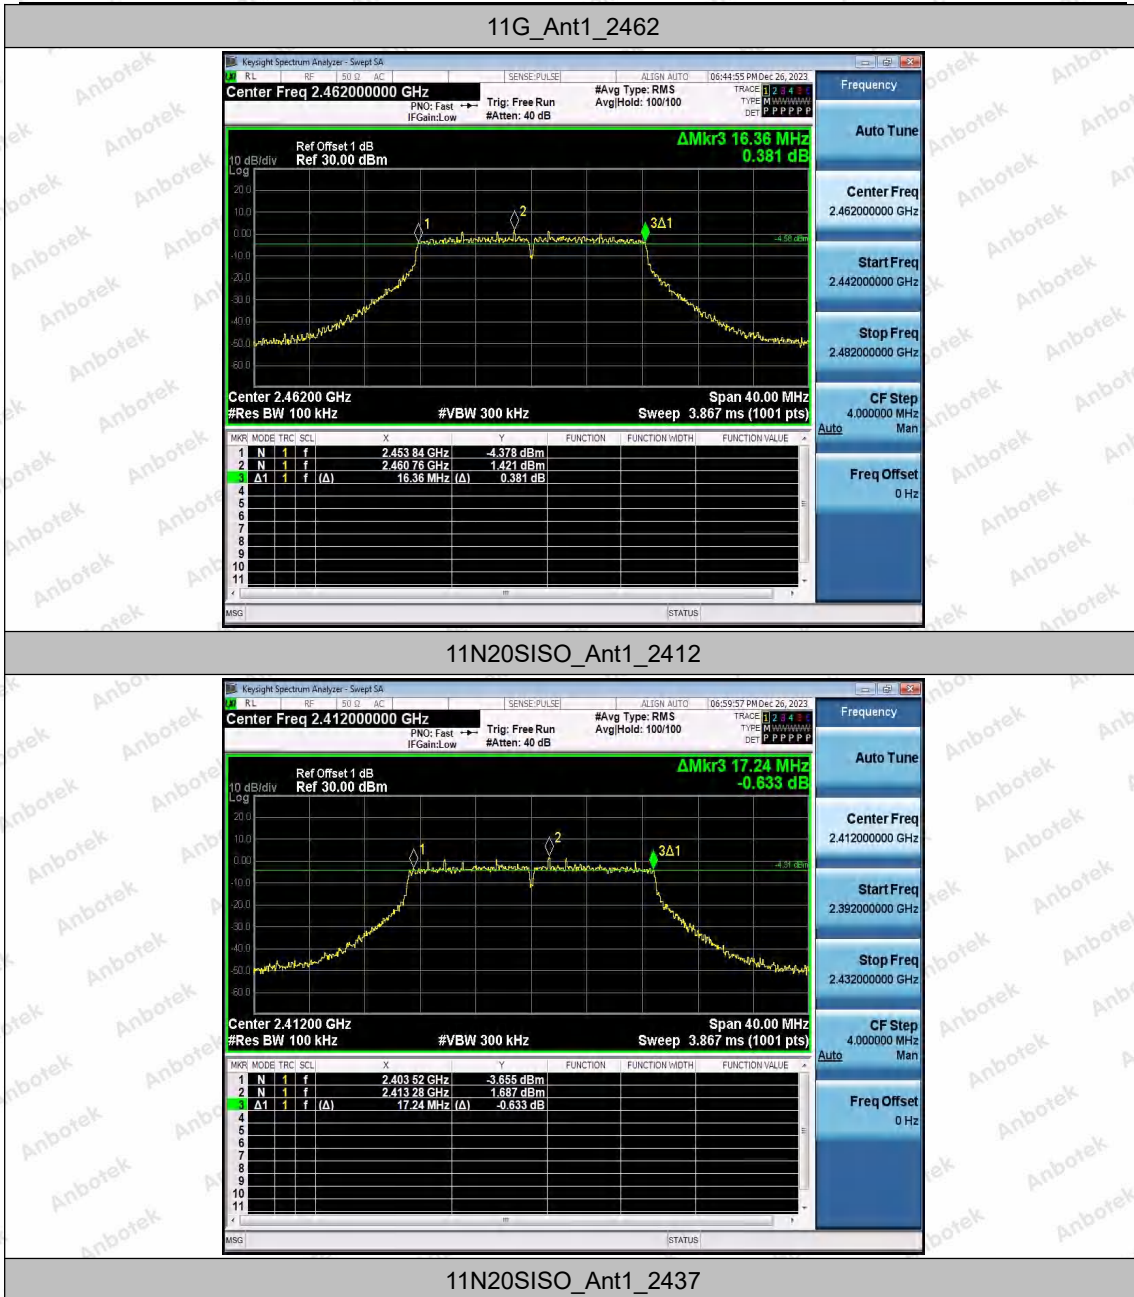 11G_Ant1_2462
Keysight Spectrum Analyzer - Swept SA
RL RF 50 Ω AC SENSE:PULSE ALIGN AUTO 06:44:55 PM Dec 26, 2023
Center Freq 2.462000000 GHz
PNO: Fast
IFGain:Low
Trig: Free Run
#Atten: 40 dB
#Avg Type: RMS
Avg|Hold: 100/100
TRACE 1 2 3 4 5 6
TYPE M WWWWW
DET P P P P P P
Frequency
Auto Tune
Center Freq
2.462000000 GHz
Start Freq
2.442000000 GHz
Stop Freq
2.482000000 GHz
CF Step
4.000000 MHz
Auto Man
Freq Offset
0 Hz
ΔMkr3 16.36 MHz
0.381 dB
Ref Offset 1 dB
10 dB/div Ref 30.00 dBm
Log
20.0
10.0
0.00
-10.0
-20.0
-30.0
-40.0
-50.0
-60.0
1
2
3Δ1
-4.58 dBm
Center 2.46200 GHz Span 40.00 MHz
#Res BW 100 kHz #VBW 300 kHz Sweep 3.867 ms (1001 pts)
MKR MODE TRC SCL X Y FUNCTION FUNCTION WIDTH FUNCTION VALUE
1 N 1 f 2.453 84 GHz -4.378 dBm
2 N 1 f 2.460 76 GHz 1.421 dBm
3 Δ1 1 f (Δ) 16.36 MHz (Δ) 0.381 dB
4
5
6
7
8
9
10
11
MSG STATUS
11N20SISO_Ant1_2412
Keysight Spectrum Analyzer - Swept SA
RL RF 50 Ω AC SENSE:PULSE ALIGN AUTO 06:59:57 PM Dec 26, 2023
Center Freq 2.412000000 GHz
PNO: Fast
IFGain:Low
Trig: Free Run
#Atten: 40 dB
#Avg Type: RMS
Avg|Hold: 100/100
TRACE 1 2 3 4 5 6
TYPE M WWWWW
DET P P P P P P
Frequency
Auto Tune
Center Freq
2.412000000 GHz
Start Freq
2.392000000 GHz
Stop Freq
2.432000000 GHz
CF Step
4.000000 MHz
Auto Man
Freq Offset
0 Hz
ΔMkr3 17.24 MHz
-0.633 dB
Ref Offset 1 dB
10 dB/div Ref 30.00 dBm
Log
20.0
10.0
0.00
-10.0
-20.0
-30.0
-40.0
-50.0
-60.0
1
2
3Δ1
-4.31 dBm
Center 2.41200 GHz Span 40.00 MHz
#Res BW 100 kHz #VBW 300 kHz Sweep 3.867 ms (1001 pts)
MKR MODE TRC SCL X Y FUNCTION FUNCTION WIDTH FUNCTION VALUE
1 N 1 f 2.403 52 GHz -3.655 dBm
2 N 1 f 2.413 28 GHz 1.687 dBm
3 Δ1 1 f (Δ) 17.24 MHz (Δ) -0.633 dB
4
5
6
7
8
9
10
11
MSG STATUS
11N20SISO_Ant1_2437
Anbotek